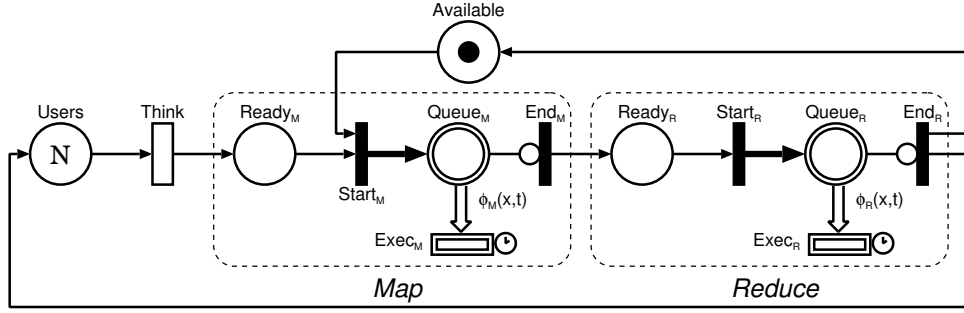 Available
Users
Think
Ready_M
Queue_M
End_M
Ready_R
Start_R
Queue_R
End_R
N
Start_M
ϕ_M(x,t)
ϕ_R(x,t)
Exec_M
Exec_R
Map
Reduce